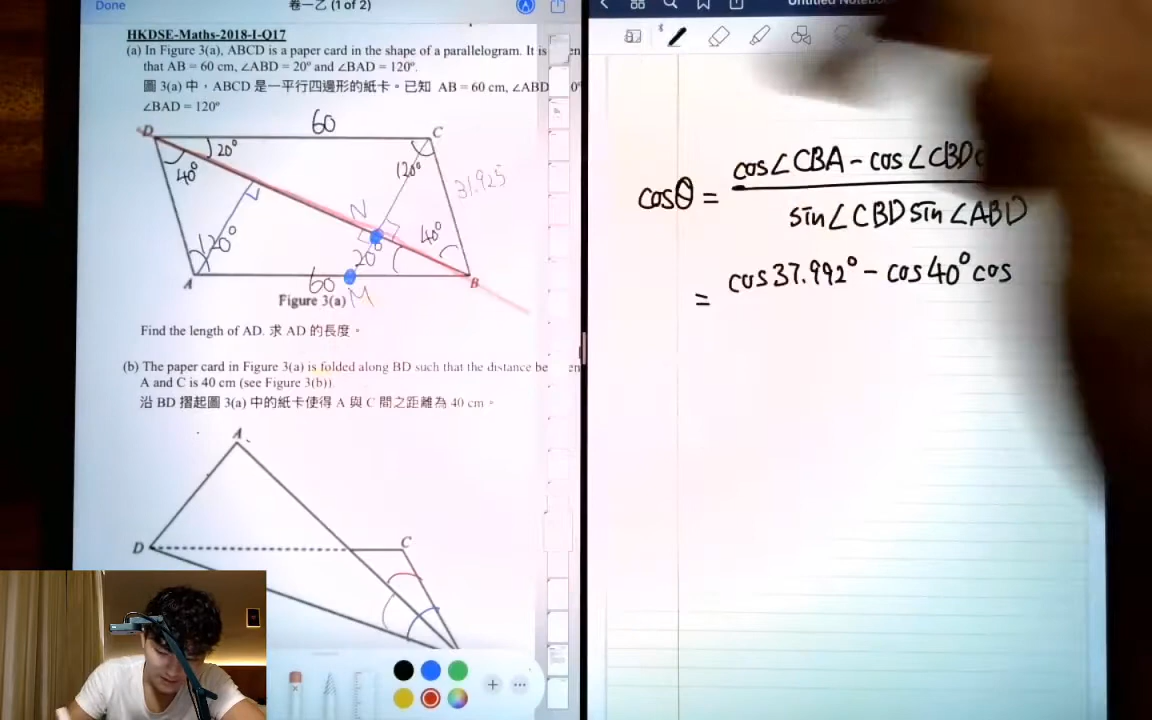 Done
卷一乙 (1 of 2)
HKDSE-Maths-2018-I-Q17
(a) In Figure 3(a), ABCD is a paper card in the shape of a parallelogram. It is
that AB = 60 cm, ∠ABD = 20° and ∠BAD = 120°.
圖 3(a) 中，ABCD 是一平行四邊形的紙卡。已知 AB = 60 cm, ∠ABD
∠BAD = 120°
D
60
C
20°
40°
120°
31.925
N
40°
120°
20°
A
60
M
B
Figure 3(a)
Find the length of AD. 求 AD 的長度。
(b) The paper card in Figure 3(a) is folded along BD such that the distance be
A and C is 40 cm (see Figure 3(b))
沿 BD 摺起圖 3(a) 中的紙卡使得 A 與 C 間之距離為 40 cm。
A
D
C
cosθ = cos∠CBA - cos∠CBD
sin∠CBD sin∠ABD
= cos37.992° - cos40° cos